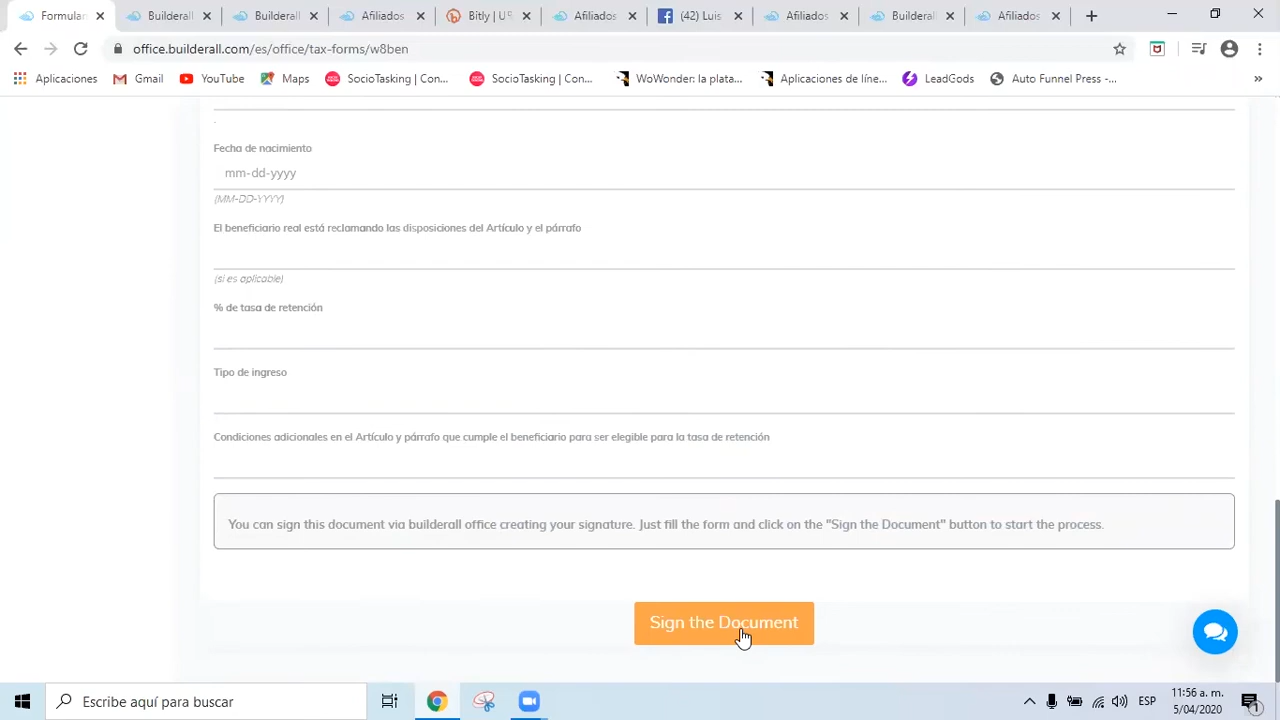 Formular
Builderall
Builderall
Afiliados
Bitly | U
Afiliados
(42) Luis
Afiliados
Builderall
Afiliados
office.builderall.com/es/office/tax-forms/w8ben
Aplicaciones
Gmail
YouTube
Maps
SocioTasking | Con...
SocioTasking | Con...
WoWonder: la plata...
Aplicaciones de líne...
LeadGods
Auto Funnel Press -...
»
.
Fecha de nacimiento
mm-dd-yyyy
(MM-DD-YYYY)
El beneficiario real está reclamando las disposiciones del Artículo y el párrafo
(si es aplicable)
% de tasa de retención
Tipo de ingreso
Condiciones adicionales en el Artículo y párrafo que cumple el beneficiario para ser elegible para la tasa de retención
You can sign this document via builderall office creating your signature. Just fill the form and click on the "Sign the Document" button to start the process.
Sign the Document
Escribe aquí para buscar
ESP
11:56 a. m.
5/04/2020